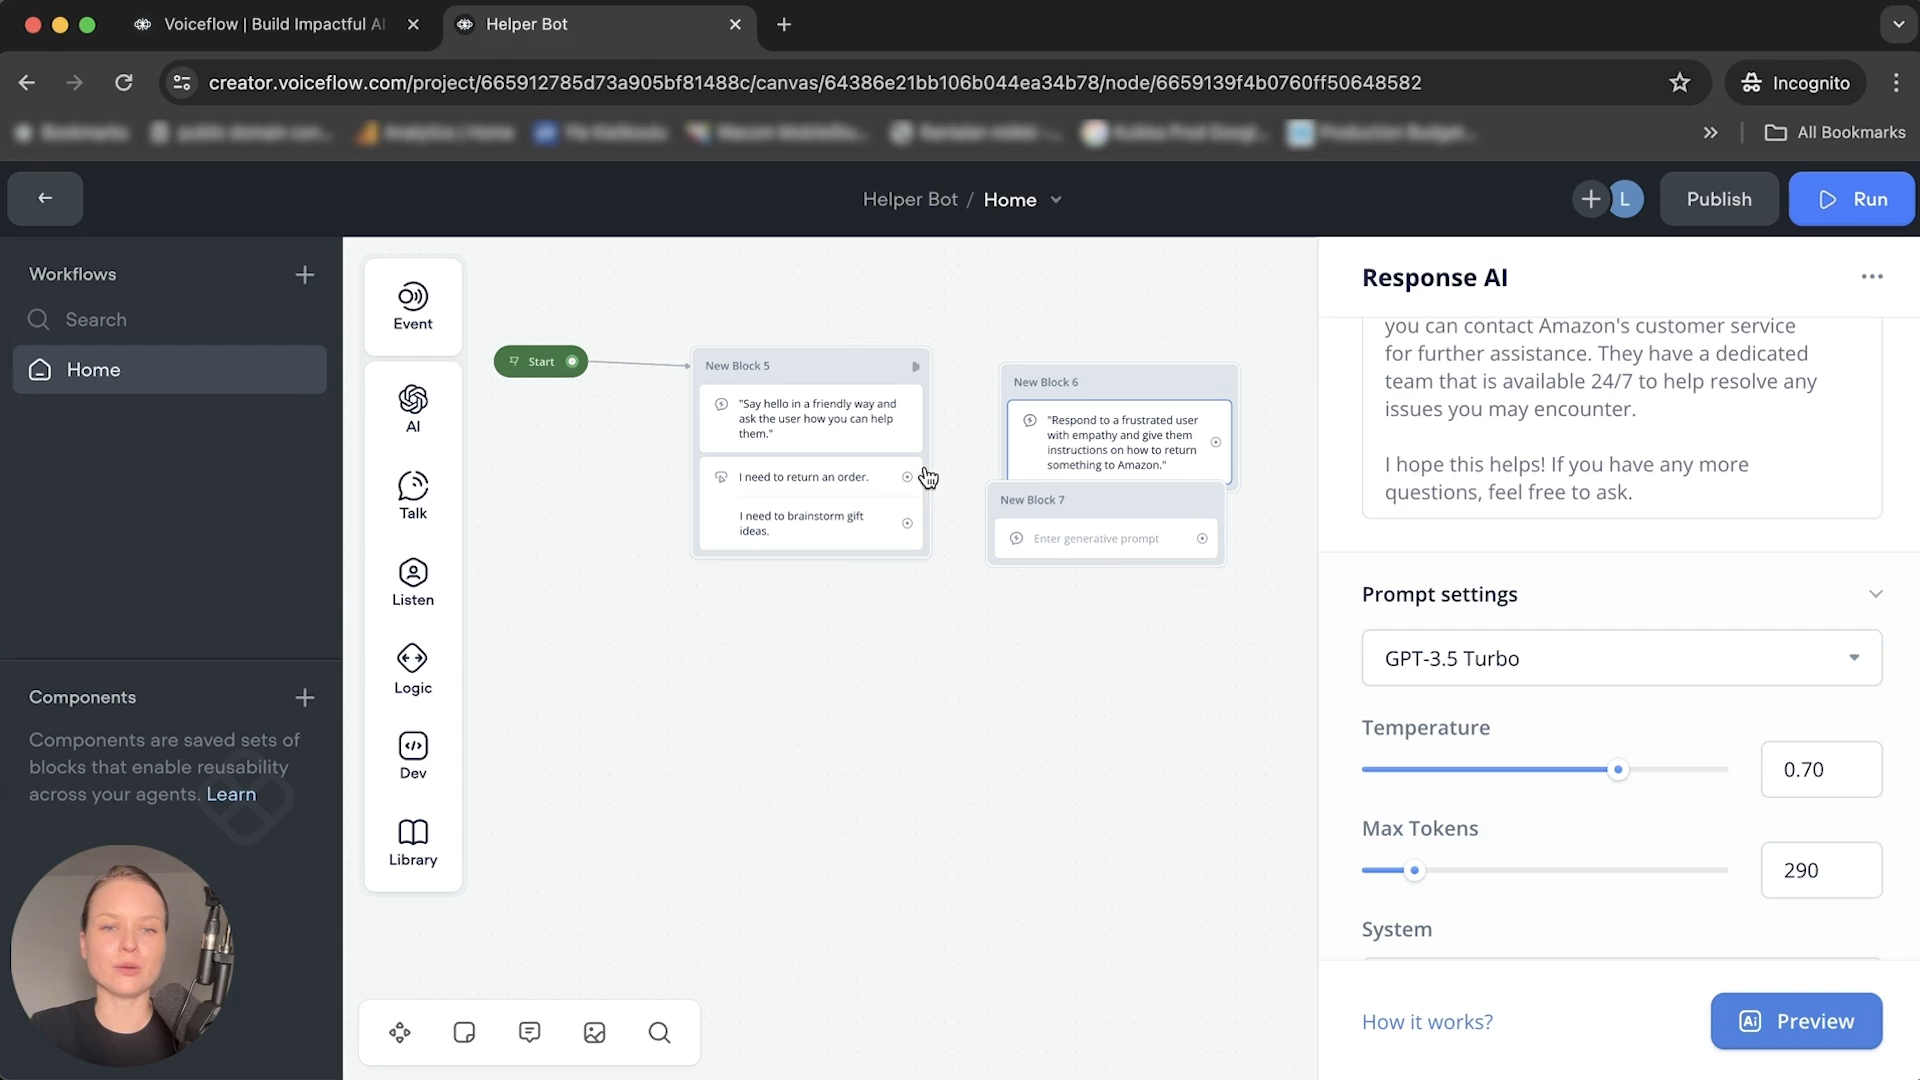 Voiceflow | Build Impactful AI
Helper Bot
creator.voiceflow.com/project/665912785d73a905bf81488c/canvas/64386e21bb106b044ea34b78/node/6659139f4b0760ff50648582
Incognito
All Bookmarks
Helper Bot / Home
L
Publish
Run
Workflows
Search
Home
Components
Components are saved sets of
blocks that enable reusability
across your agents. Learn
Event
AI
Talk
Listen
Logic
Dev
Library
Start
New Block 5
"Say hello in a friendly way and
ask the user how you can help
them."
I need to return an order.
I need to brainstorm gift
ideas.
New Block 6
"Respond to a frustrated user
with empathy and give them
instructions on how to return
something to Amazon."
New Block 7
Enter generative prompt
Response AI
you can contact Amazon's customer service
for further assistance. They have a dedicated
team that is available 24/7 to help resolve any
issues you may encounter.
I hope this helps! If you have any more
questions, feel free to ask.
Prompt settings
GPT-3.5 Turbo
Temperature
0.70
Max Tokens
290
System
How it works?
Ai Preview